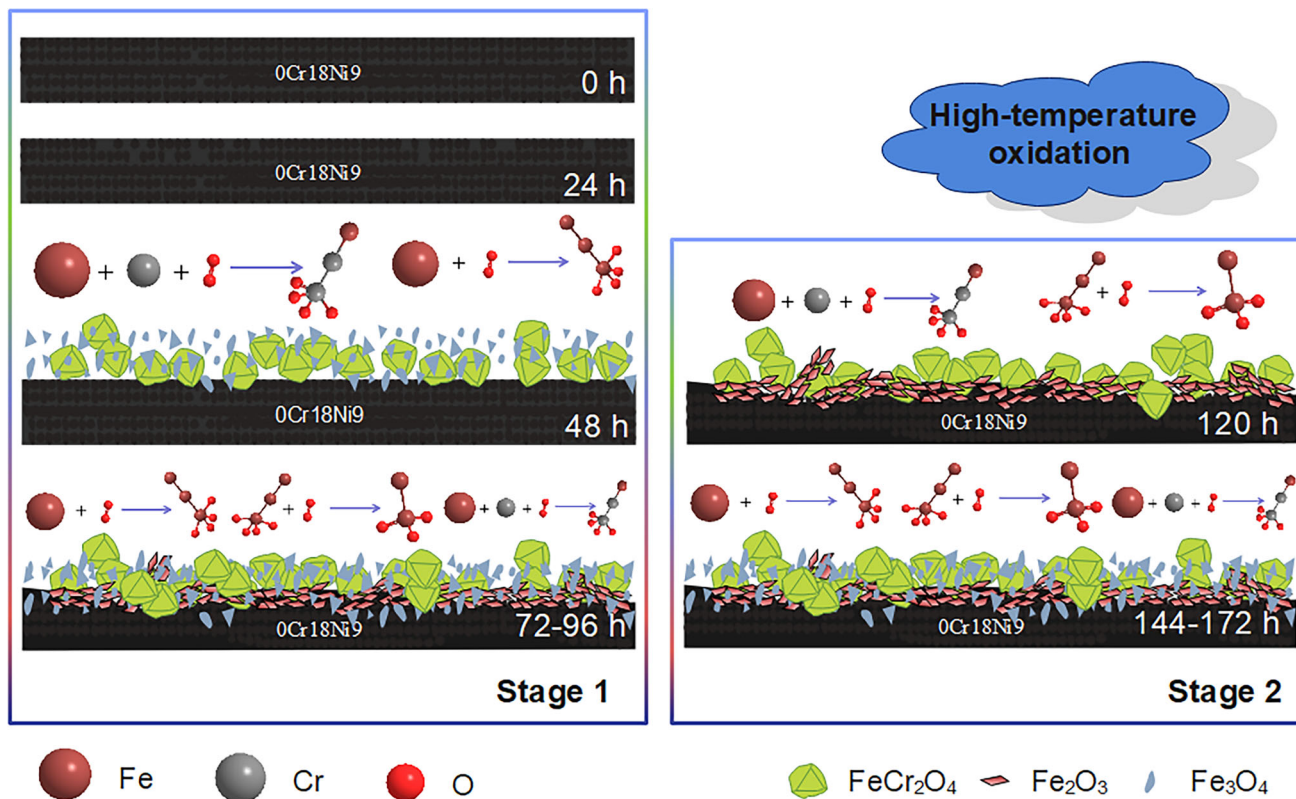 0Cr18Ni9
0 h
0Cr18Ni9
24 h
+ + +
0Cr18Ni9
48 h
+ + + +
0Cr18Ni9
72-96 h
Stage 1
High-temperature
oxidation
+ + +
0Cr18Ni9
120 h
+ + + +
0Cr18Ni9
144-172 h
Stage 2
Fe
Cr
O
FeCr₂O₄
Fe₂O₃
Fe₃O₄